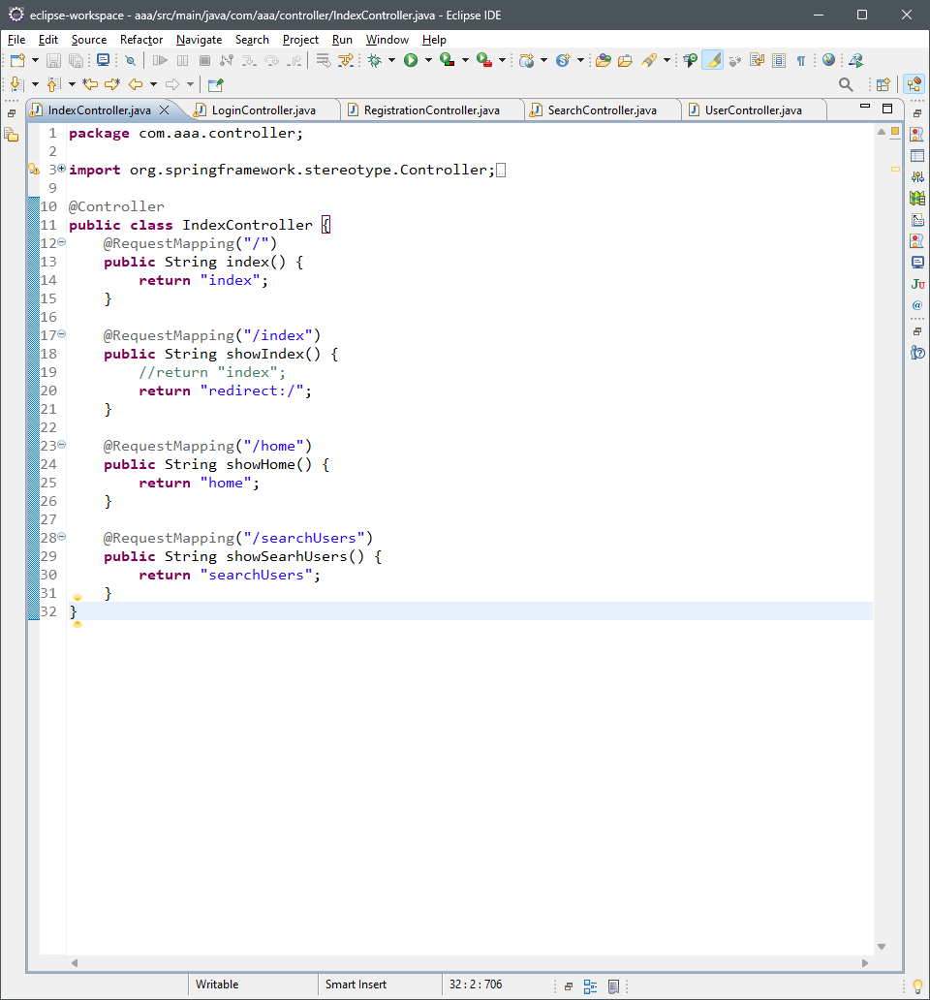 eclipse-workspace - aaa/src/main/java/com/aaa/controller/IndexController.java - Eclipse IDE
File Edit Source Refactor Navigate Search Project Run Window Help
IndexController.java LoginController.java RegistrationController.java SearchController.java UserController.java
1 package com.aaa.controller;
2
3 import org.springframework.stereotype.Controller;
9
10 @Controller
11 public class IndexController {
12 @RequestMapping("/")
13 public String index() {
14 return "index";
15 }
16
17 @RequestMapping("/index")
18 public String showIndex() {
19 //return "index";
20 return "redirect:/";
21 }
22
23 @RequestMapping("/home")
24 public String showHome() {
25 return "home";
26 }
27
28 @RequestMapping("/searchUsers")
29 public String showSearhUsers() {
30 return "searchUsers";
31 }
32 }
Writable Smart Insert 32 : 2 : 706